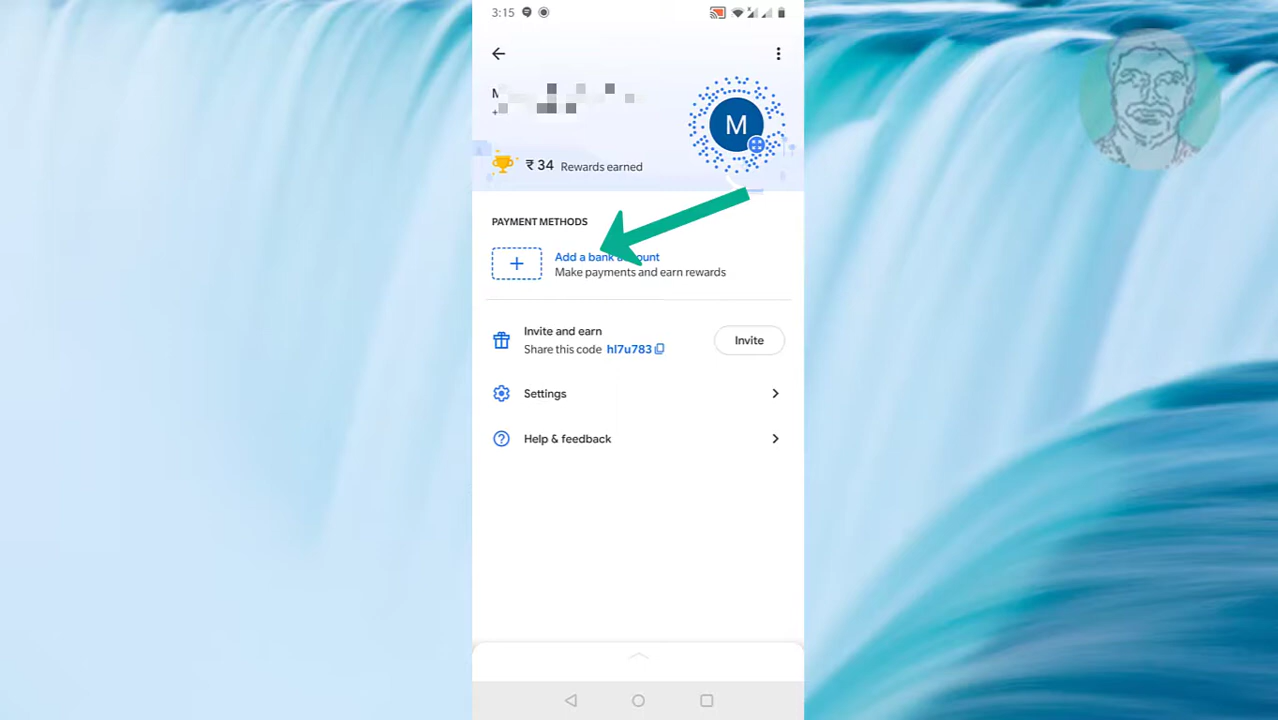 3:15
M
+
M
₹ 34 Rewards earned
PAYMENT METHODS
Add a bank account
Make payments and earn rewards
Invite and earn
Share this code hl7u783
Invite
Settings
Help & feedback